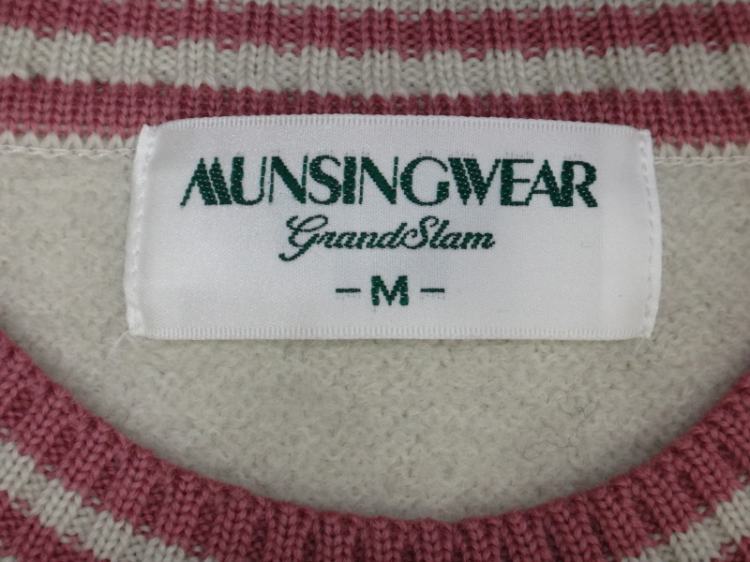 MUNSINGWEAR
GrandSlam
- M -